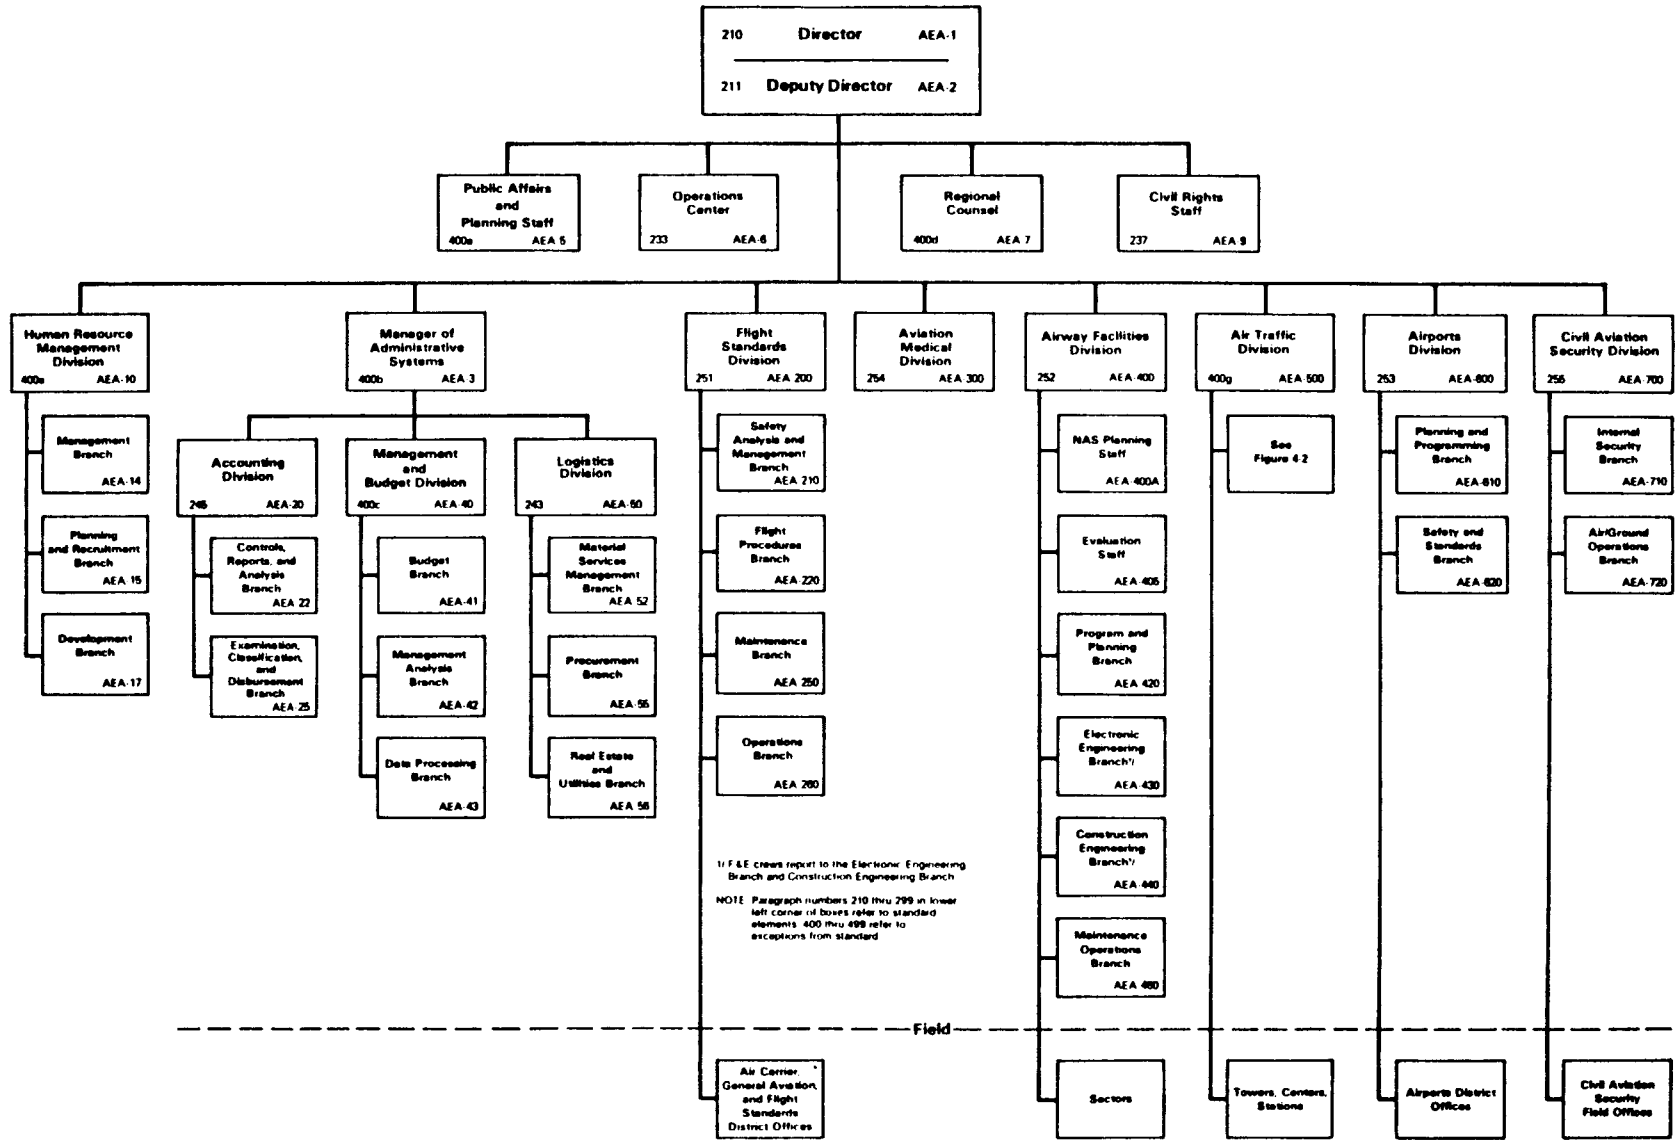 210 Director AEA-1
211 Deputy Director AEA-2
Public Affairs
and
Planning Staff
400a AEA 5
Operations
Center
233 AEA-6
Regional
Counsel
400d AEA 7
Civil Rights
Staff
237 AEA 9
Human Resource
Management
Division
400e AEA-10
Manager of
Administrative
Systems
400b AEA 3
Flight
Standards
Division
251 AEA 200
Aviation
Medical
Division
254 AEA-300
Airway Facilities
Division
252 AEA-400
Air Traffic
Division
400g AEA-500
Airports
Division
253 AEA-600
Civil Aviation
Security Division
255 AEA-700
Management
Branch
AEA-14
Planning
and Recruitment
Branch
AEA-15
Development
Branch
AEA-17
Accounting
Division
245 AEA-20
Controls,
Reports, and
Analysis
Branch
AEA 22
Examination,
Classification,
and
Disbursement
Branch
AEA-25
Management
and
Budget Division
400c AEA-40
Budget
Branch
AEA-41
Management
Analysis
Branch
AEA-42
Data Processing
Branch
AEA-43
Logistics
Division
243 AEA-50
Material
Services
Management
Branch
AEA 52
Procurement
Branch
AEA-55
Real Estate
and
Utilities Branch
AEA 56
Safety
Analysis and
Management
Branch
AEA 210
Flight
Procedures
Branch
AEA-220
Maintenance
Branch
AEA 250
Operations
Branch
AEA 260
NAS Planning
Staff
AEA-400A
Evaluation
Staff
AEA-405
Program and
Planning
Branch
AEA 420
Electronic
Engineering
Branch1/
AEA-430
Construction
Engineering
Branch1/
AEA-440
Maintenance
Operations
Branch
AEA 460
See
Figure 4-2
Planning and
Programming
Branch
AEA-610
Safety and
Standards
Branch
AEA-620
Internal
Security
Branch
AEA-710
Air/Ground
Operations
Branch
AEA-720
1/ F & E crews report to the Electronic Engineering
Branch and Construction Engineering Branch
NOTE Paragraph numbers 210 thru 299 in lower
left corner of boxes refer to standard
elements 400 thru 499 refer to
exceptions from standard
Field
Air Carrier,
General Aviation,
and Flight
Standards
District Offices
Sectors
Towers, Centers,
Stations
Airports District
Offices
Civil Aviation
Security
Field Offices